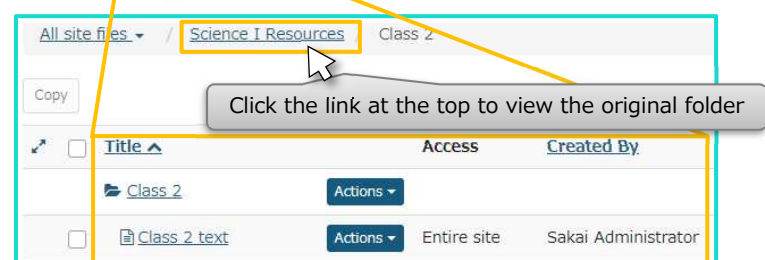 All site files / Science I Resources / Class 2
Copy
Click the link at the top to view the original folder
Title Access Created By
Class 2 Actions
Class 2 text Actions Entire site Sakai Administrator